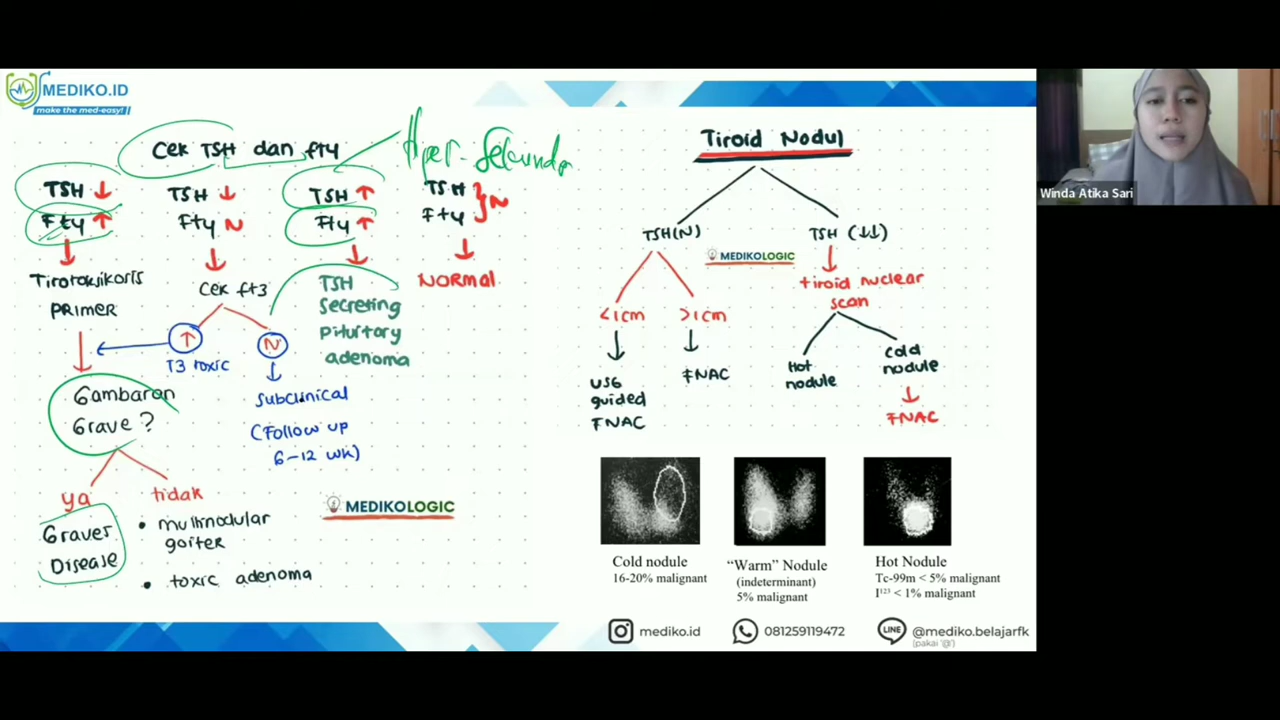 MEDIKO.ID
make the med-easy!
Cek TSH dan ft4
Hiper Sekunder
TSH ↓
Ft4 ↑
Tirotoksikosis
PRIMER
Gambaran
Grave?
ya
Graves
Disease
tidak
• multinodular
goiter
• toxic adenoma
TSH ↓
Ft4 N
Cek ft3
↑
T3 toxic
N
Subclinical
(Follow up
6-12 wk)
TSH ↑
Ft4 ↑
TSH
Secreting
Pituitary
adenoma
TSH
Ft4
} N
NORMAL
MEDIKOLOGIC
Tiroid Nodul
TSH (N)
<1cm
USG
guided
FNAC
>1cm
FNAC
MEDIKOLOGIC
TSH (↓↓)
tiroid nuclear
scan
Hot
nodule
Cold
nodule
FNAC
Cold nodule
16-20% malignant
"Warm" Nodule
(indeterminant)
5% malignant
Hot Nodule
Tc-99m < 5% malignant
I¹²³ < 1% malignant
mediko.id
081259119472
LINE
@mediko.belajarfk
(pakai '@')
Winda Atika Sari